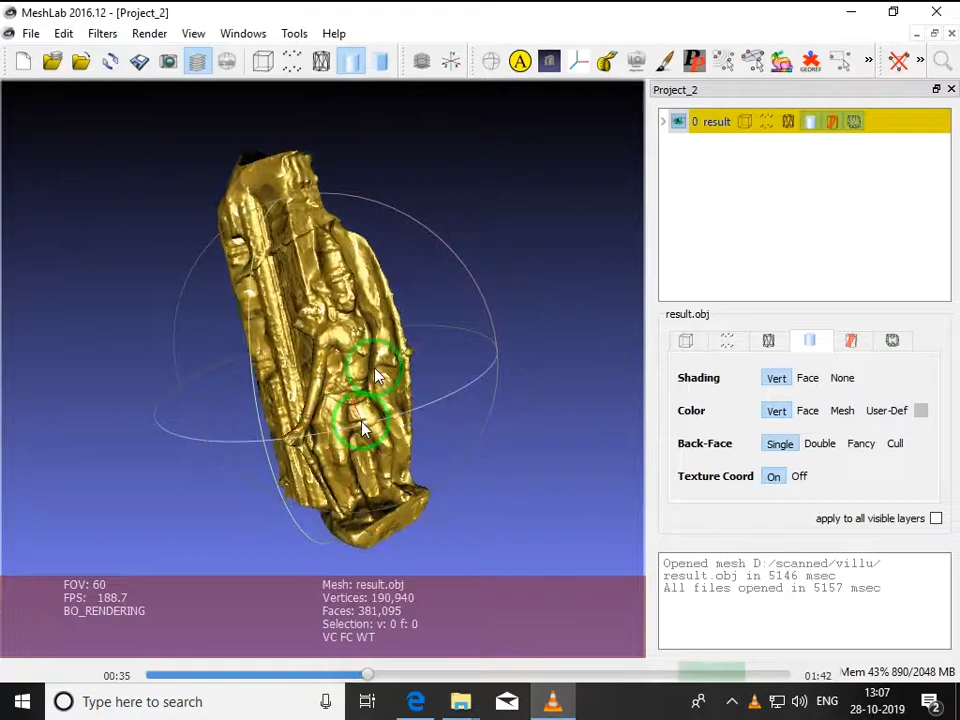 MeshLab 2016.12 - [Project_2]
File Edit Filters Render View Windows Tools Help
A
Pp
GEOREF
»
»
Project_2
0 result
result.obj
Shading Vert Face None
Color Vert Face Mesh User-Def
Back-Face Single Double Fancy Cull
Texture Coord On Off
apply to all visible layers
Opened mesh D:/scanned/villu/
result.obj in 5146 msec
All files opened in 5157 msec
FOV: 60
FPS: 188.7
BO_RENDERING
Mesh: result.obj
Vertices: 190,940
Faces: 381,095
Selection: v: 0 f: 0
VC FC WT
00:35
01:42
Mem 43% 890/2048 MB
Type here to search
ENG
13:07
28-10-2019
2